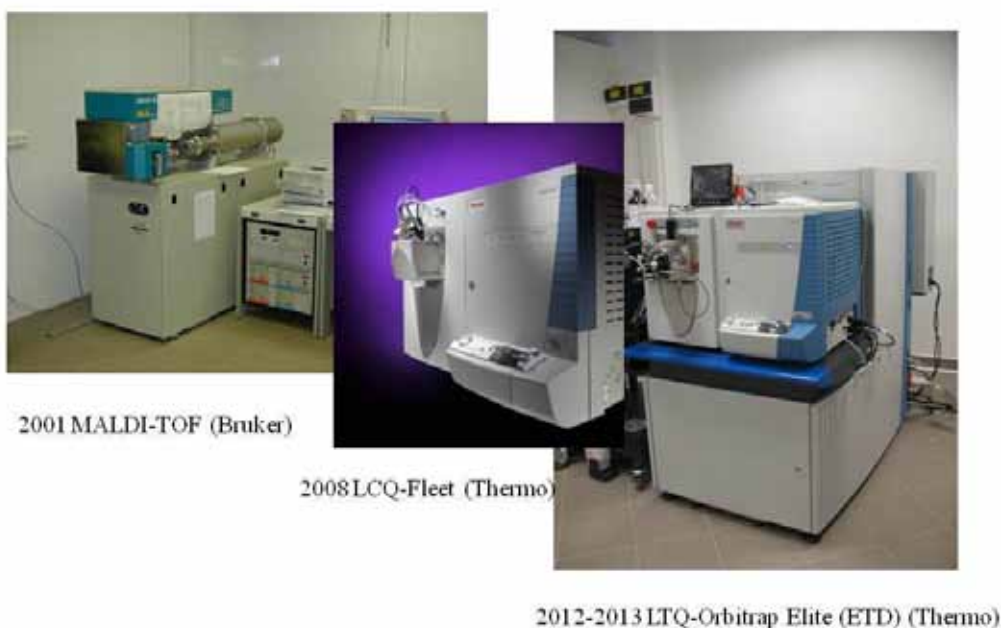 2001 MALDI-TOF (Bruker)
2008 LCQ-Fleet (Thermo)
2012-2013 LTQ-Orbitrap Elite (ETD) (Thermo)